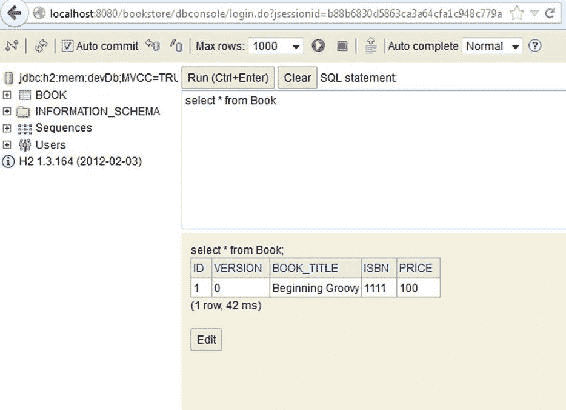 localhost:8080/bookstore/dbconsole/login.do?jsessionid=b88b6830d5863ca3a64cfa1c948c779a
Auto commit Max rows: 1000 Auto complete Normal
jdbc:h2:mem:devDb;MVCC=TRU
BOOK
INFORMATION_SCHEMA
Sequences
Users
H2 1.3.164 (2012-02-03)
Run (Ctrl+Enter) Clear SQL statement:
select * from Book
select * from Book;
ID VERSION BOOK_TITLE ISBN PRICE
1 0 Beginning Groovy 1111 100
(1 row, 42 ms)
Edit